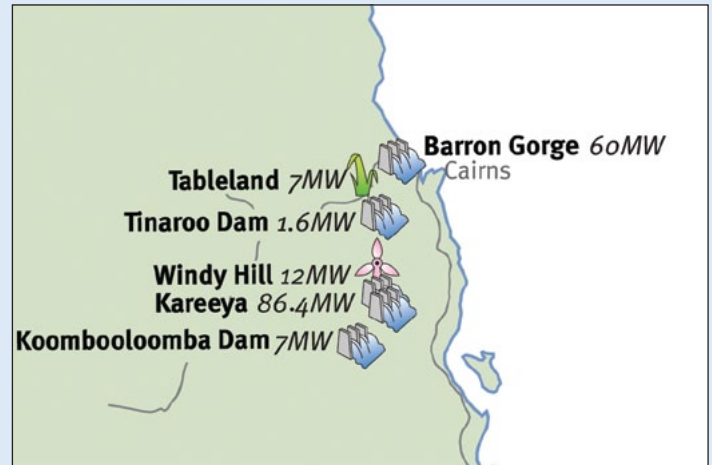 Barron Gorge 60MW
Cairns
Tableland 7MW
Tinaroo Dam 1.6MW
Windy Hill 12MW
Kareeya 86.4MW
Koombooloomba Dam 7MW